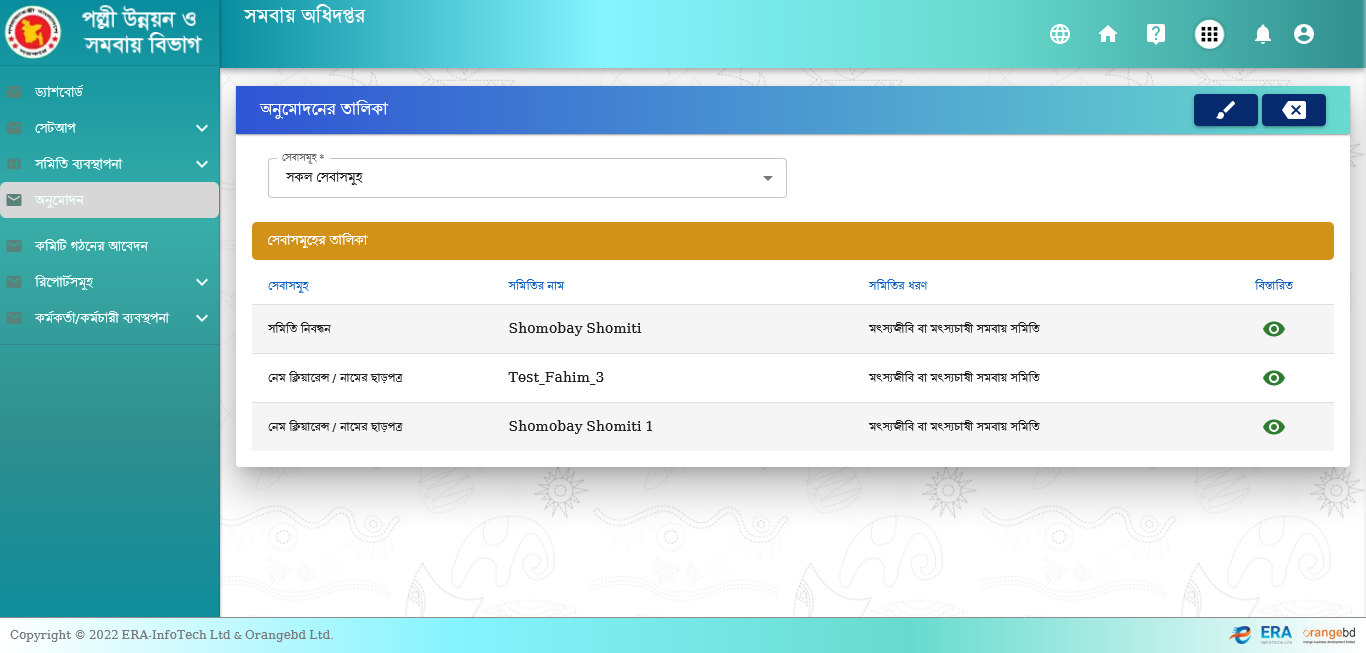 পল্লী উন্নয়ন ও
সমবায় বিভাগ
সমবায় অধিদপ্তর
ড্যাশবোর্ড
সেটআপ
সমিতি ব্যবস্থাপনা
অনুমোদন
কমিটি গঠনের আবেদন
রিপোর্টসমূহ
কর্মকর্তা/কর্মচারী ব্যবস্থপনা
অনুমোদনের তালিকা
সেবাসমূহ *
সকল সেবাসমূহ
সেবাসমূহের তালিকা
সেবাসমূহ সমিতির নাম সমিতির ধরণ বিস্তারিত
সমিতি নিবন্ধন Shomobay Shomiti মৎস্যজীবি বা মৎস্যচাষী সমবায় সমিতি
নেম ক্লিয়ারেন্স / নামের ছাড়পত্র Test_Fahim_3 মৎস্যজীবি বা মৎস্যচাষী সমবায় সমিতি
নেম ক্লিয়ারেন্স / নামের ছাড়পত্র Shomobay Shomiti 1 মৎস্যজীবি বা মৎস্যচাষী সমবায় সমিতি
Copyright © 2022 ERA-InfoTech Ltd & Orangebd Ltd.
ERA
INFOTECH LTD
orangebd